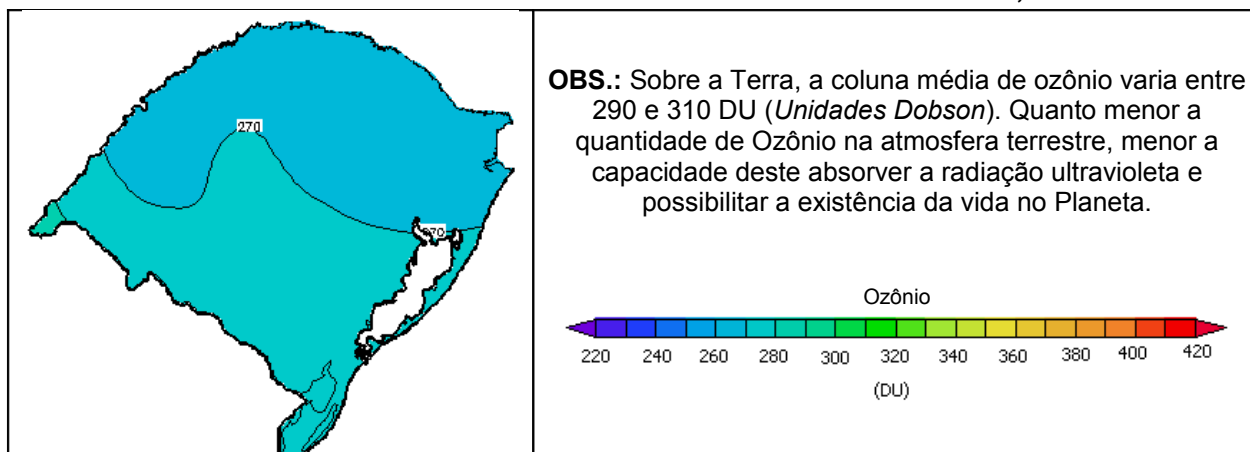 270
270
OBS.: Sobre a Terra, a coluna média de ozônio varia entre
290 e 310 DU (Unidades Dobson). Quanto menor a
quantidade de Ozônio na atmosfera terrestre, menor a
capacidade deste absorver a radiação ultravioleta e
possibilitar a existência da vida no Planeta.
Ozônio
220 240 260 280 300 320 340 360 380 400 420
(DU)